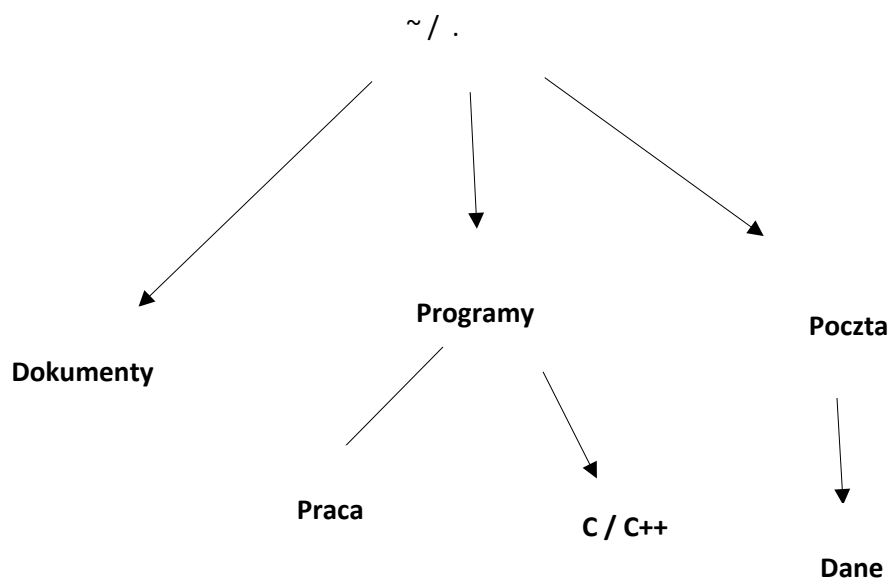 ~ / .
Programy
Poczta
Dokumenty
Praca
C / C++
Dane